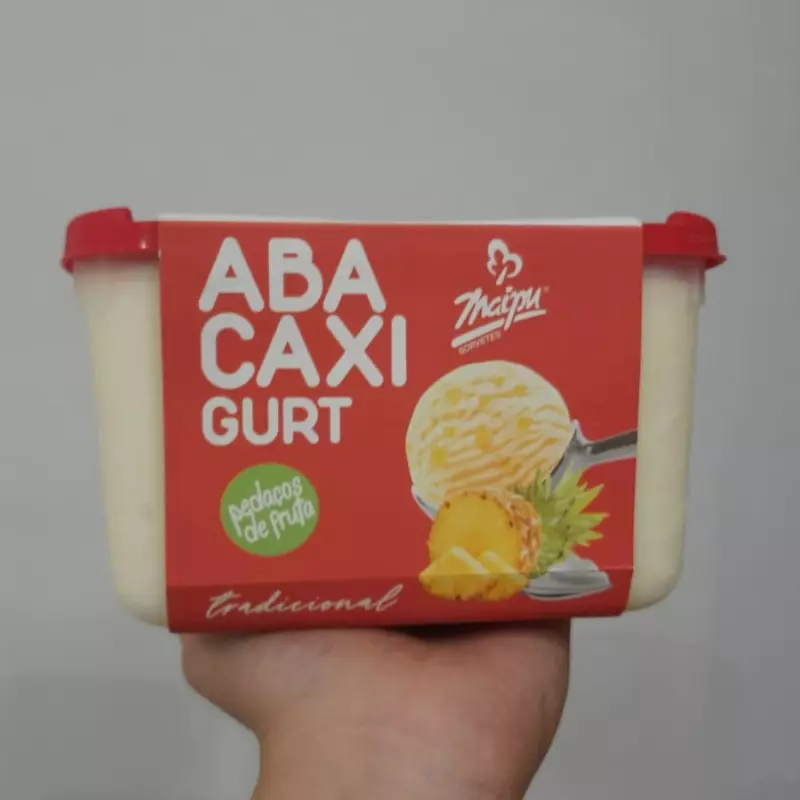 ABA
CAXI
GURT
Maipu®
SORVETES
pedaços
de fruta
tradicional